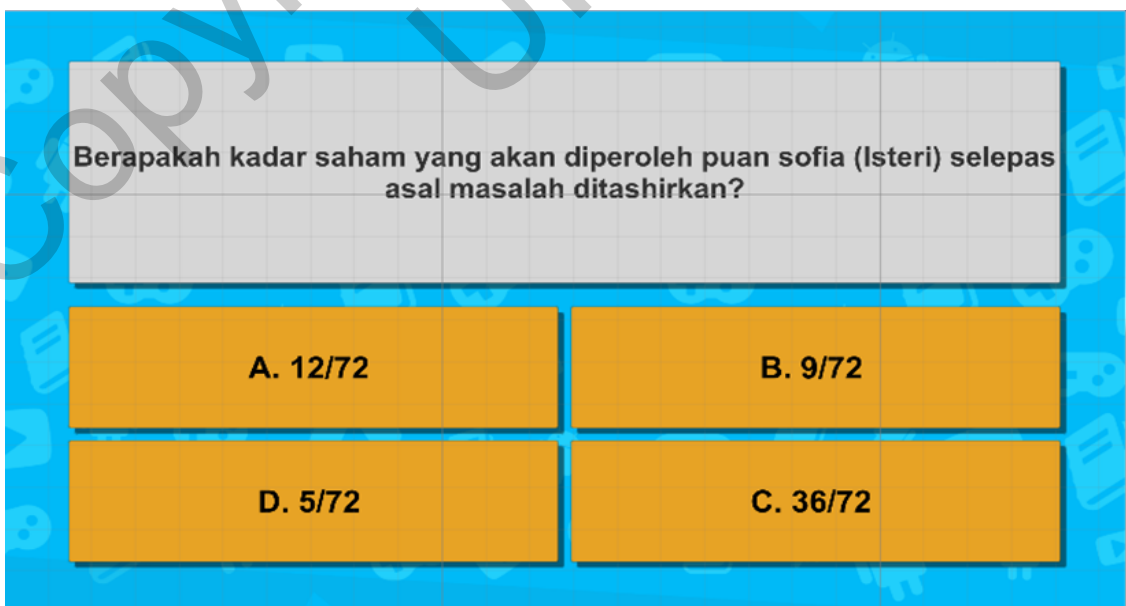 Copy
U
Berapakah kadar saham yang akan diperoleh puan sofia (Isteri) selepas
asal masalah ditashirkan?
A. 12/72
B. 9/72
D. 5/72
C. 36/72